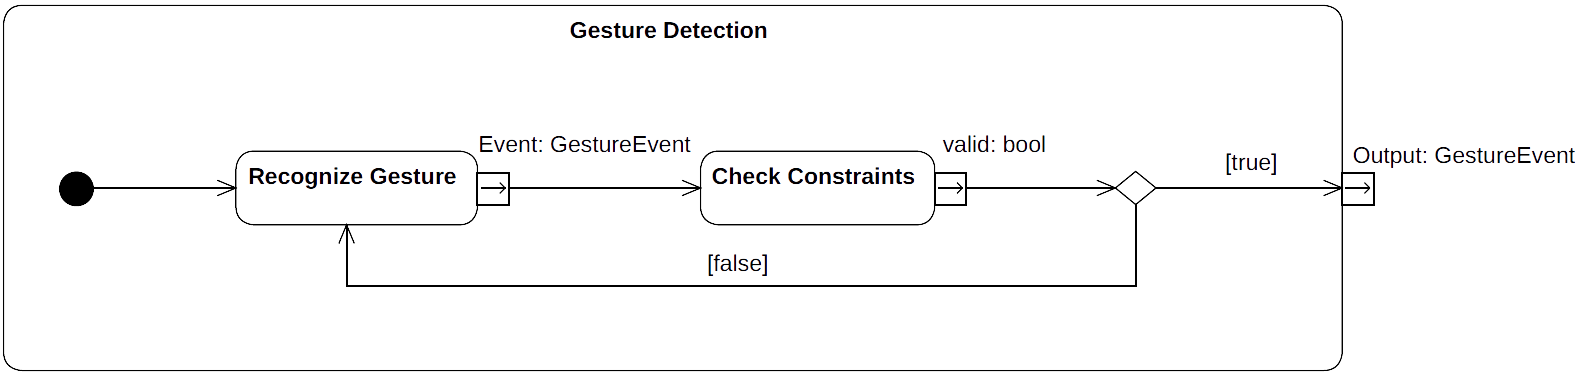 Gesture Detection
Event: GestureEvent
valid: bool
Output: GestureEvent
[true]
Recognize Gesture
Check Constraints
[false]